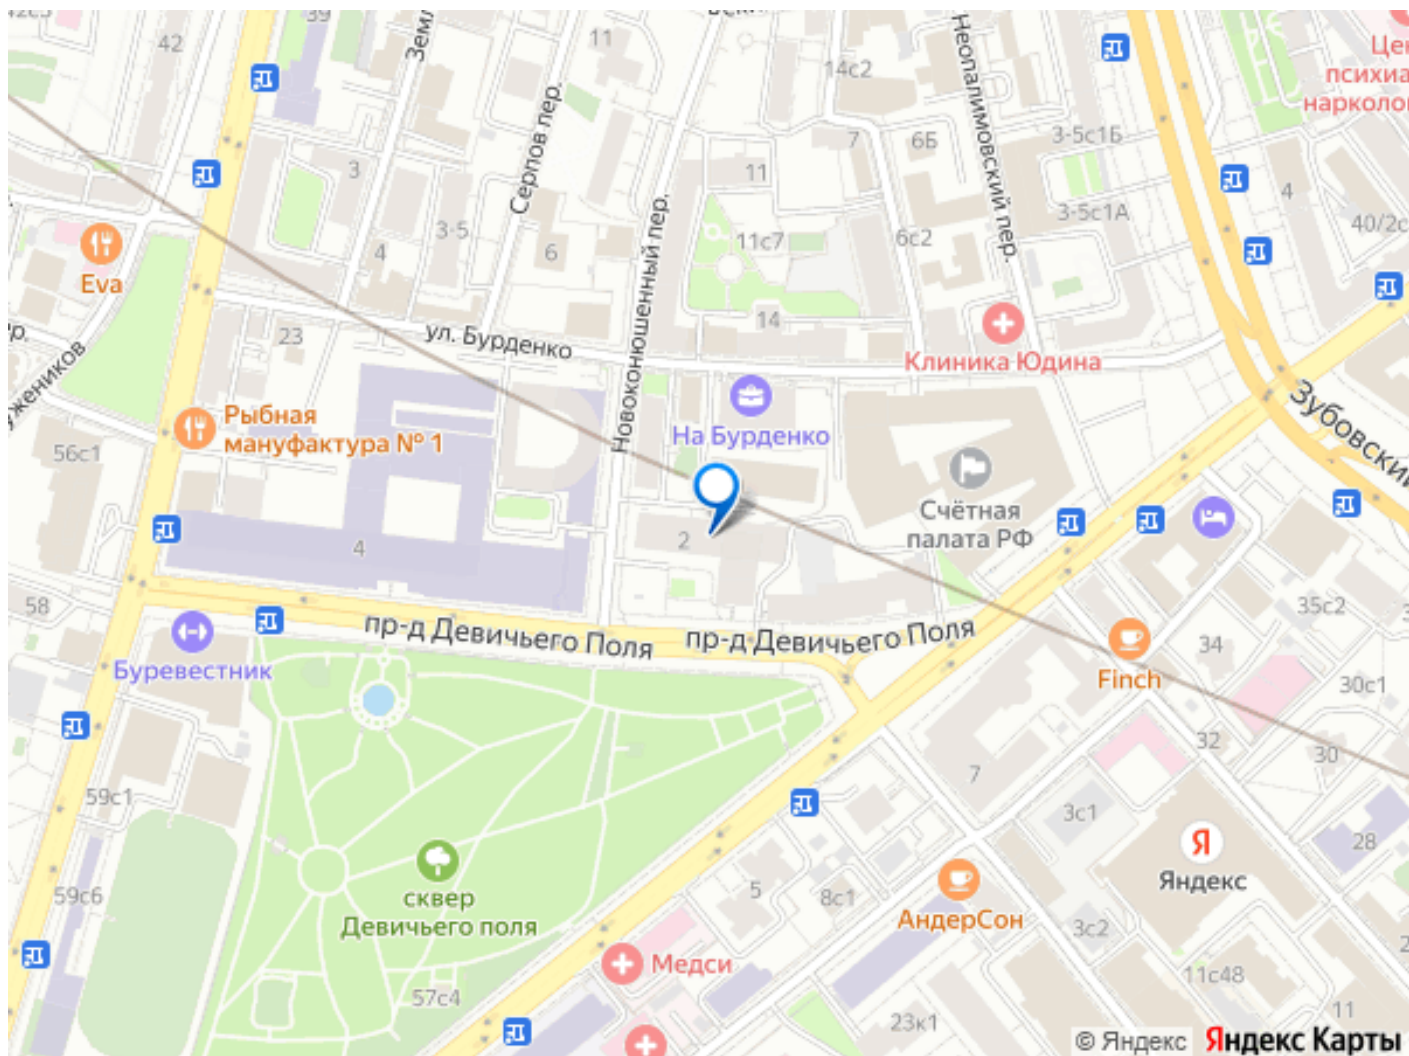 39
42
11
14с2
Серпов пер.
Неопалимовский пер.
6Б
7
3-5с1Б
3
11
4
3-5с1А
40/2с
3-5
11с7
6с2
4
6
Eva
Новоконюшенный пер.
14
23
ул. Бурденко
Клиника Юдина
Зубовский
Рыбная
мануфактура № 1
На Бурденко
56с1
Счётная
палата РФ
2
4
58
35с2
пр-д Девичьего Поля
пр-д Девичьего Поля
34
Буревестник
Finch
30с1
32
30
7
59с1
3с1
28
Яндекс
5
8с1
59с6
сквер
Девичьего поля
АндерСон
3с2
Медси
11с48
57с4
23к1
11
© Яндекс
Яндекс Карты